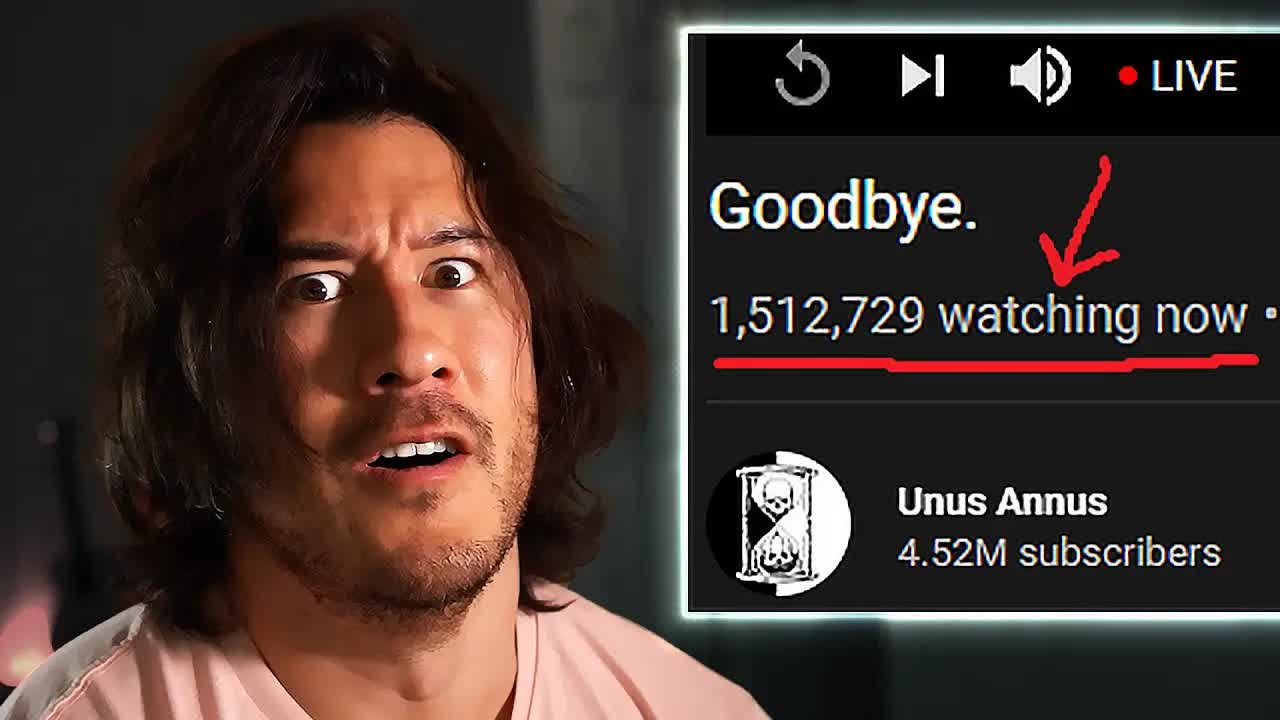 LIVE
Goodbye.
1,512,729 watching now •
Unus Annus
4.52M subscribers